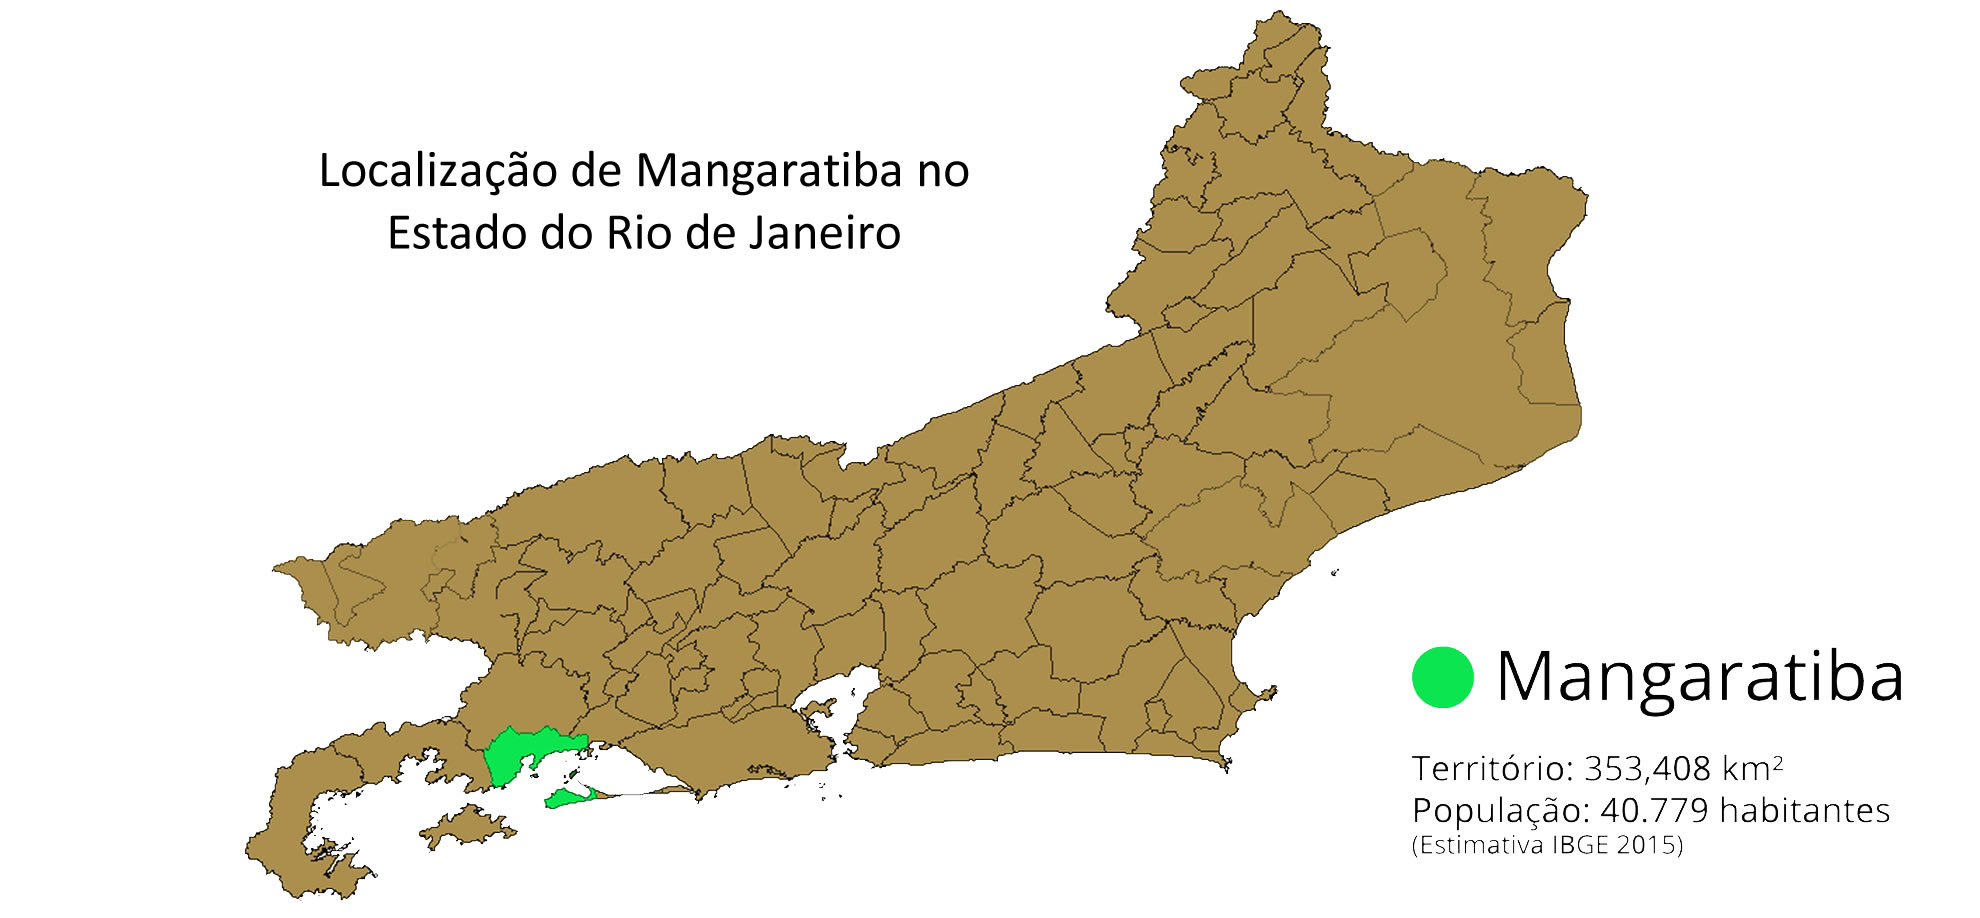 Localização de Mangaratiba no
Estado do Rio de Janeiro
Mangaratiba
Território: 353,408 km²
População: 40.779 habitantes
(Estimativa IBGE 2015)